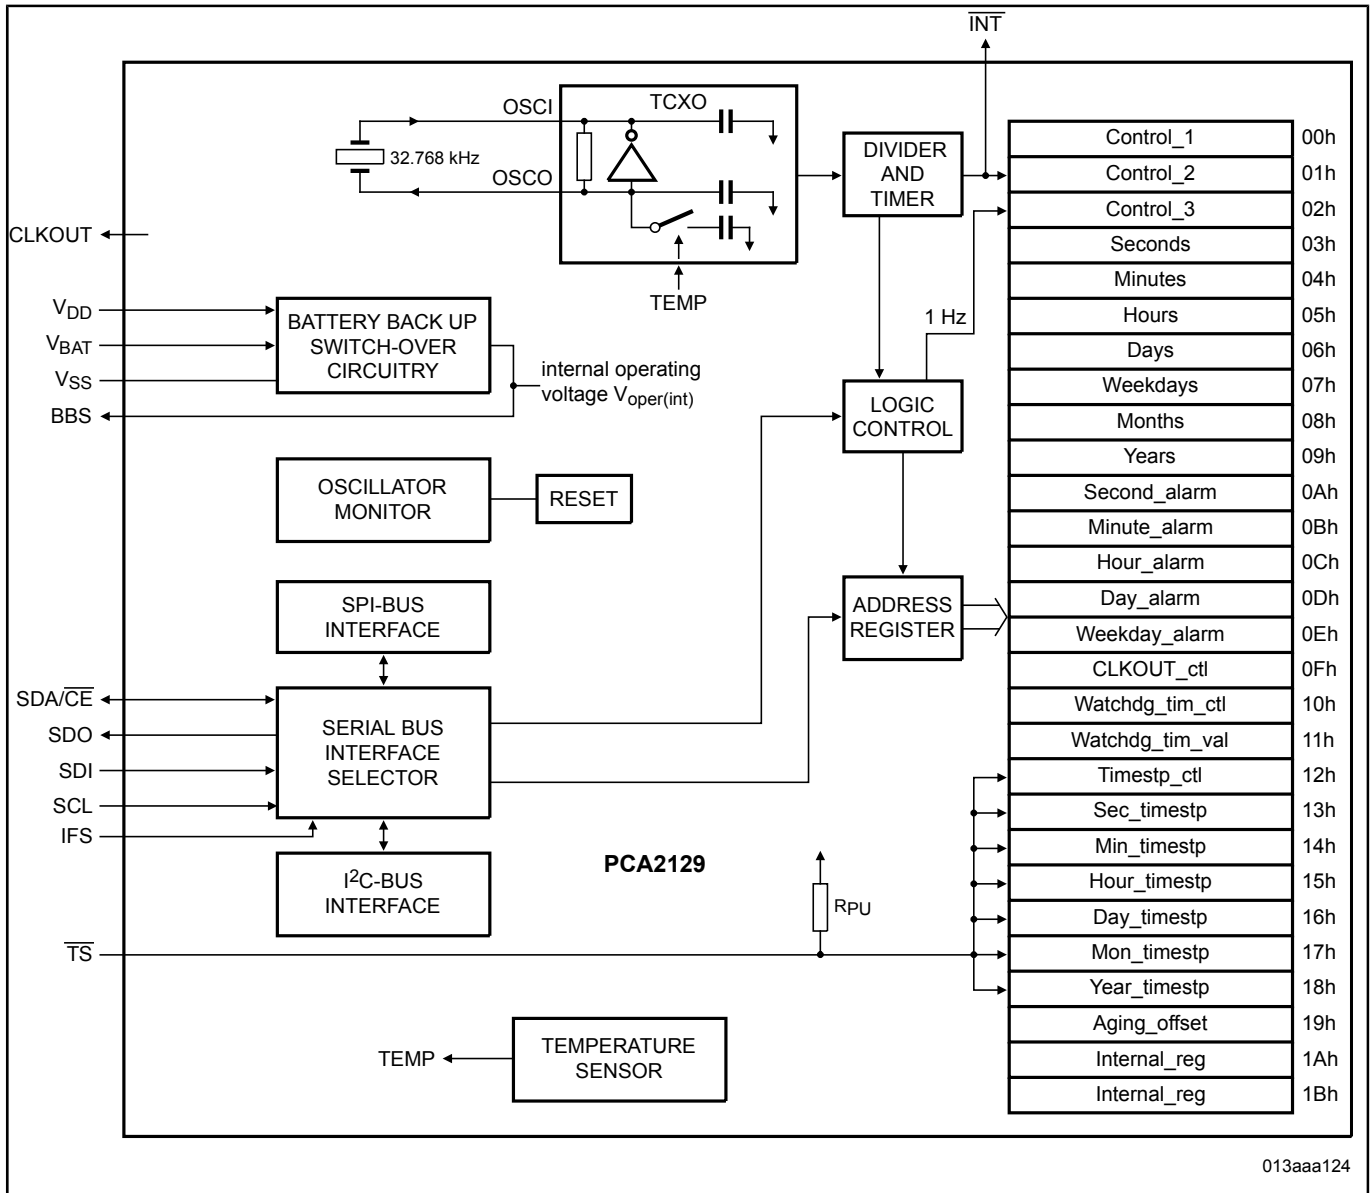 INT
OSCI
TCXO
32.768 kHz
OSCO
TEMP
DIVIDER
AND
TIMER
CLKOUT
VDD
VBAT
VSS
BBS
BATTERY BACK UP
SWITCH-OVER
CIRCUITRY
internal operating
voltage Voper(int)
1 Hz
LOGIC
CONTROL
OSCILLATOR
MONITOR
RESET
SPI-BUS
INTERFACE
ADDRESS
REGISTER
SDA/CE
SDO
SDI
SCL
IFS
SERIAL BUS
INTERFACE
SELECTOR
I2C-BUS
INTERFACE
PCA2129
RPU
TS
TEMP
TEMPERATURE
SENSOR
Control_1 00h
Control_2 01h
Control_3 02h
Seconds 03h
Minutes 04h
Hours 05h
Days 06h
Weekdays 07h
Months 08h
Years 09h
Second_alarm 0Ah
Minute_alarm 0Bh
Hour_alarm 0Ch
Day_alarm 0Dh
Weekday_alarm 0Eh
CLKOUT_ctl 0Fh
Watchdg_tim_ctl 10h
Watchdg_tim_val 11h
Timestp_ctl 12h
Sec_timestp 13h
Min_timestp 14h
Hour_timestp 15h
Day_timestp 16h
Mon_timestp 17h
Year_timestp 18h
Aging_offset 19h
Internal_reg 1Ah
Internal_reg 1Bh
013aaa124